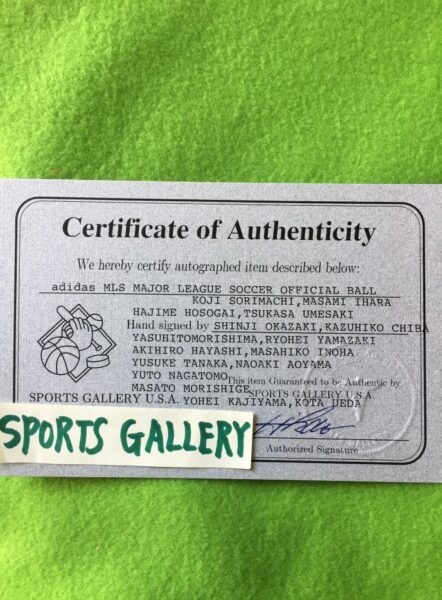 Certificate of Authenticity
We hereby certify autographed item described below:
adidas MLS MAJOR LEAGUE SOCCER OFFICIAL BALL
KOJI SORIMACHI,MASAMI IHARA
HAJIME HOSOGAI,TSUKASA UMESAKI
Hand signed by SHINJI OKAZAKI,KAZUHIKO CHIBA
YASUHITOMORISHIMA,RYOHEI YAMAZAKI
AKIHIRO HAYASHI,MASAHIKO INOHA
YUSUKE TANAKA,NAOAKI AOYAMA
YUTO NAGATOMO
This item Guaranteed to be Authentic by
MASATO MORISHIGE
SPORTS GALLERY U.S.A.
SPORTS GALLERY U.S.A. YOHEI KAJIYAMA,KOTA UEDA
SPORTS GALLERY
Authorized Signature